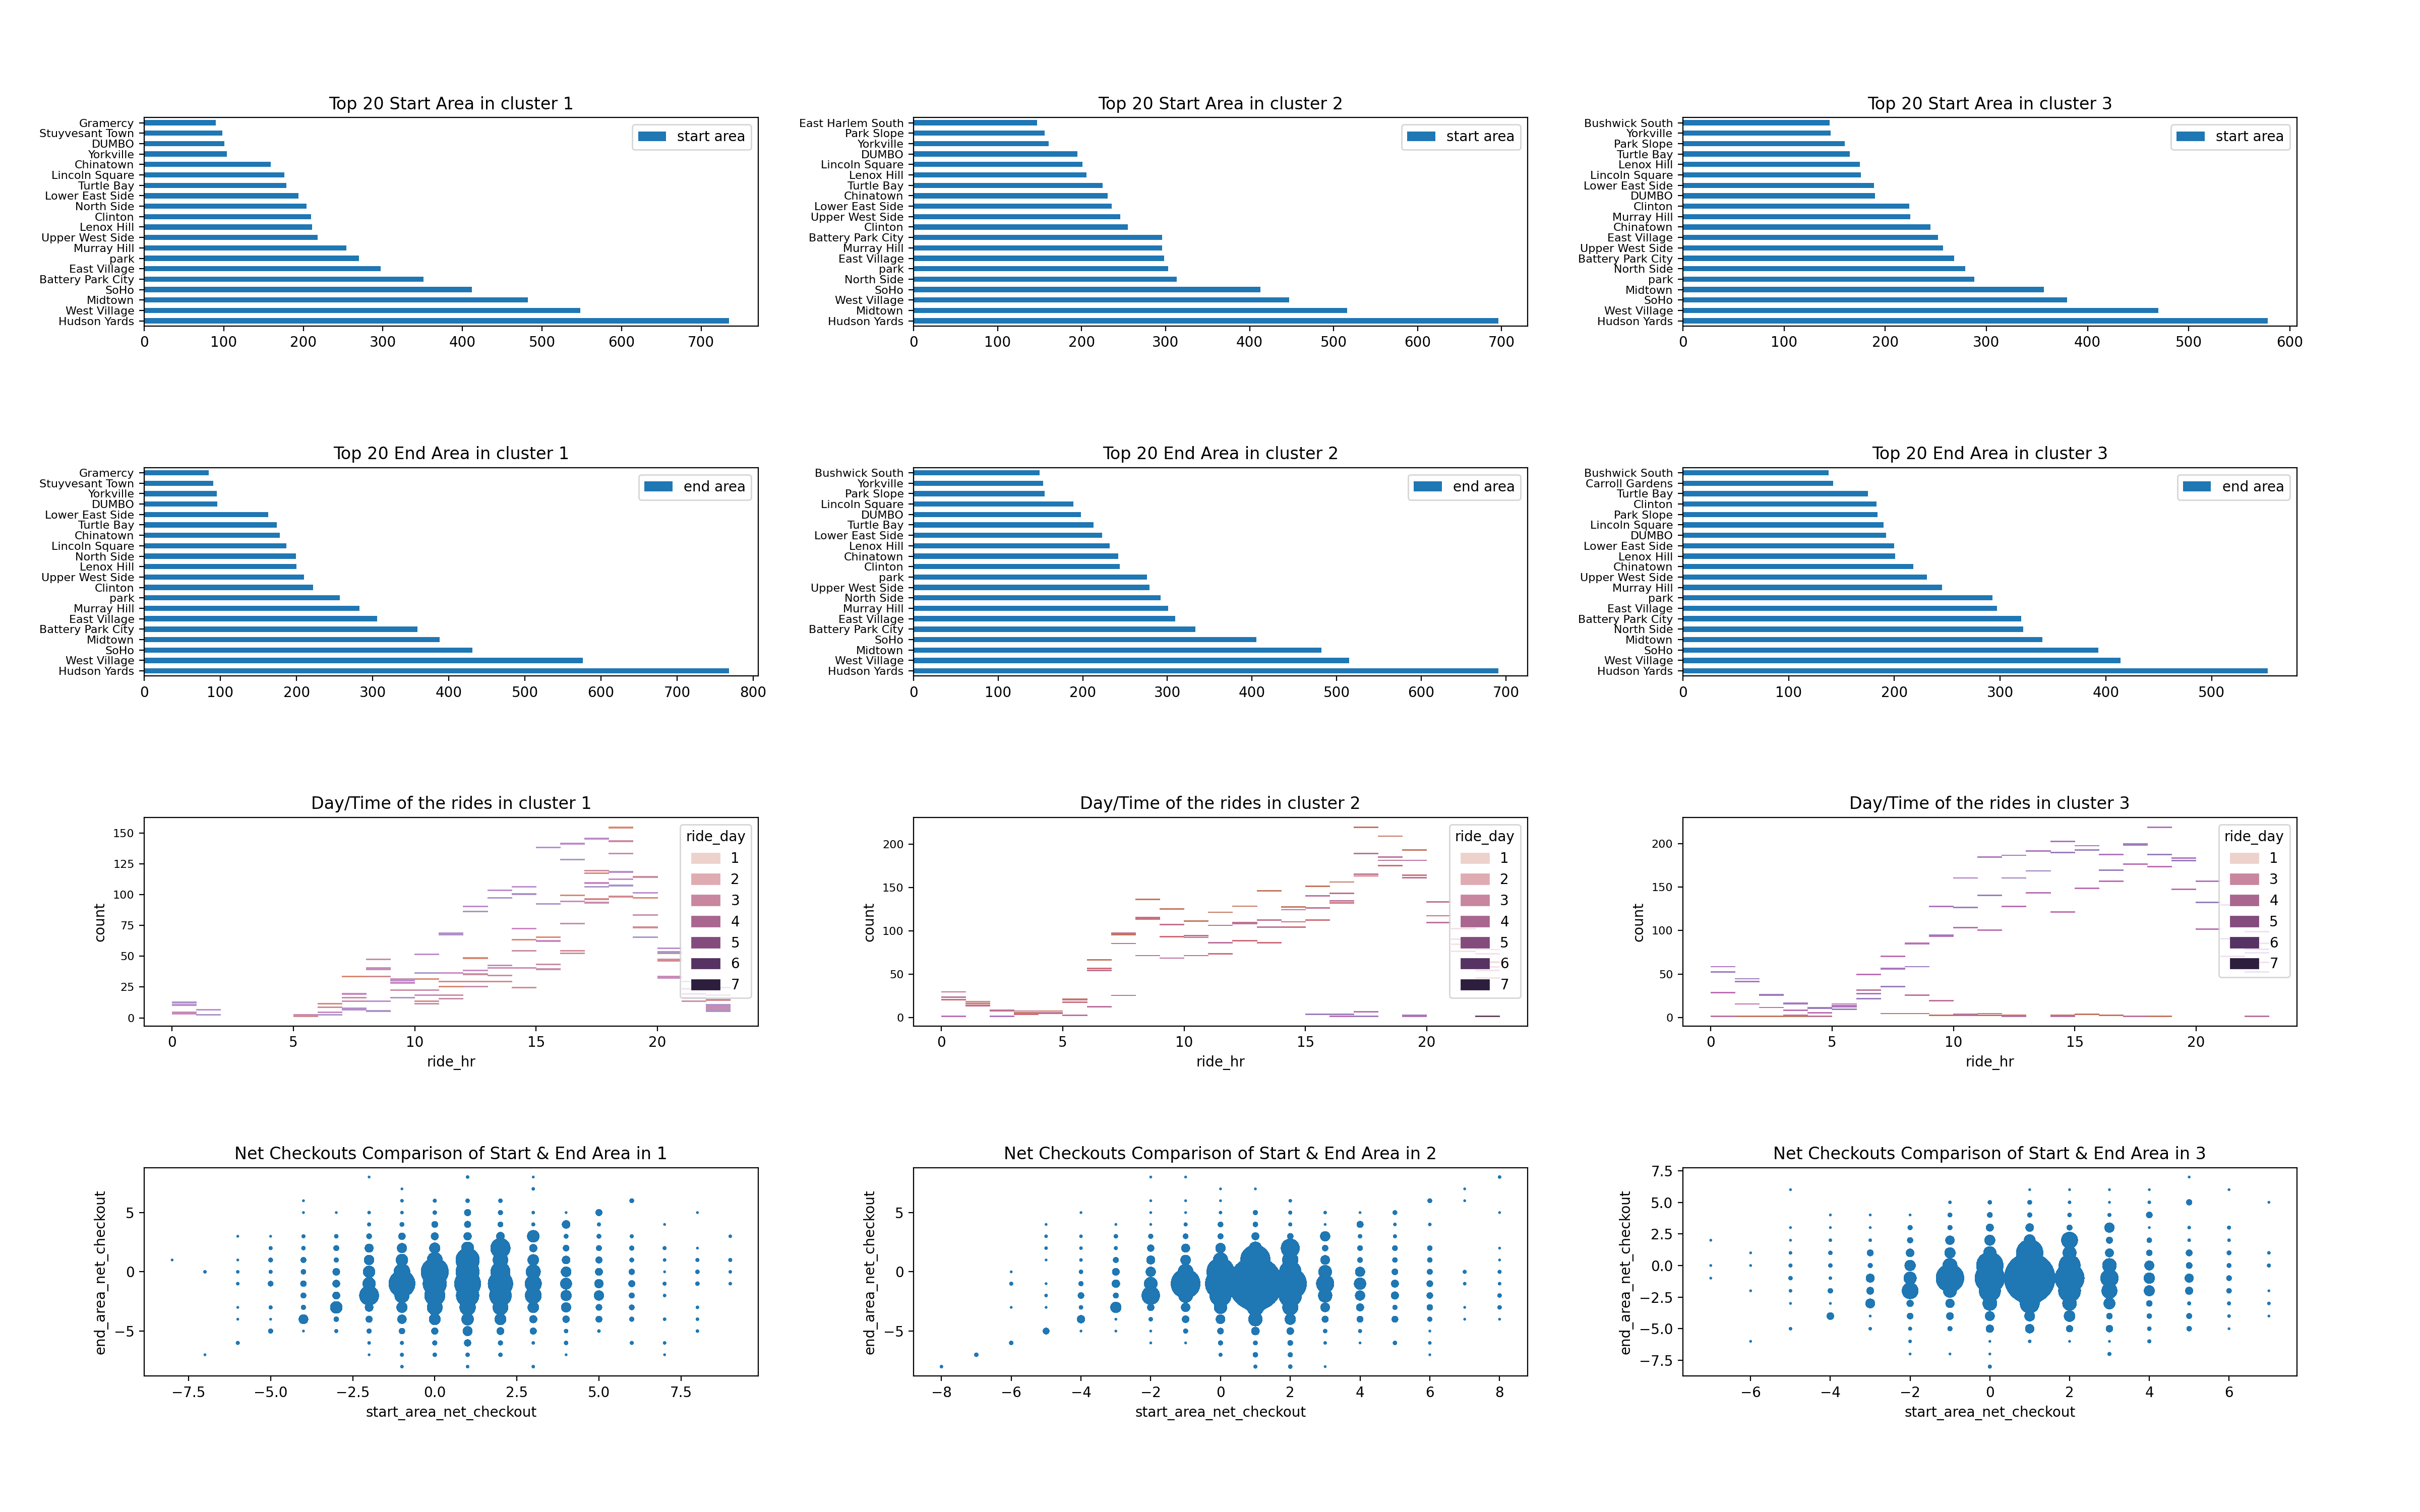 Top 20 Start Area in cluster 1
Gramercy
Stuyvesant Town
DUMBO
Yorkville
Chinatown
Lincoln Square
Turtle Bay
Lower East Side
North Side
Clinton
Lenox Hill
Upper West Side
Murray Hill
park
East Village
Battery Park City
SoHo
Midtown
West Village
Hudson Yards
start area
0 100 200 300 400 500 600 700
Top 20 Start Area in cluster 2
East Harlem South
Park Slope
Yorkville
DUMBO
Lincoln Square
Lenox Hill
Turtle Bay
Chinatown
Lower East Side
Upper West Side
Clinton
Battery Park City
Murray Hill
East Village
park
North Side
SoHo
West Village
Midtown
Hudson Yards
start area
0 100 200 300 400 500 600 700
Top 20 Start Area in cluster 3
Bushwick South
Yorkville
Park Slope
Turtle Bay
Lenox Hill
Lincoln Square
Lower East Side
DUMBO
Clinton
Murray Hill
Chinatown
East Village
Upper West Side
Battery Park City
North Side
park
Midtown
SoHo
West Village
Hudson Yards
start area
0 100 200 300 400 500 600
Top 20 End Area in cluster 1
Gramercy
Stuyvesant Town
Yorkville
DUMBO
Lower East Side
Turtle Bay
Chinatown
Lincoln Square
North Side
Lenox Hill
Upper West Side
Clinton
park
Murray Hill
East Village
Battery Park City
Midtown
SoHo
West Village
Hudson Yards
end area
0 100 200 300 400 500 600 700 800
Top 20 End Area in cluster 2
Bushwick South
Yorkville
Park Slope
Lincoln Square
DUMBO
Turtle Bay
Lower East Side
Lenox Hill
Chinatown
Clinton
park
Upper West Side
North Side
Murray Hill
East Village
Battery Park City
SoHo
Midtown
West Village
Hudson Yards
end area
0 100 200 300 400 500 600 700
Top 20 End Area in cluster 3
Bushwick South
Carroll Gardens
Turtle Bay
Clinton
Park Slope
Lincoln Square
DUMBO
Lower East Side
Lenox Hill
Chinatown
Upper West Side
Murray Hill
park
East Village
Battery Park City
North Side
Midtown
SoHo
West Village
Hudson Yards
end area
0 100 200 300 400 500
Day/Time of the rides in cluster 1
count
150
125
100
75
50
25
0
ride_day
1
2
3
4
5
6
7
0 5 10 15 20
ride_hr
Day/Time of the rides in cluster 2
count
200
150
100
50
0
ride_day
1
2
3
4
5
6
7
0 5 10 15 20
ride_hr
Day/Time of the rides in cluster 3
count
200
150
100
50
0
ride_day
1
3
4
5
6
7
0 5 10 15 20
ride_hr
Net Checkouts Comparison of Start & End Area in 1
end_area_net_checkout
5
0
−5
−7.5 −5.0 −2.5 0.0 2.5 5.0 7.5
start_area_net_checkout
Net Checkouts Comparison of Start & End Area in 2
end_area_net_checkout
5
0
−5
−8 −6 −4 −2 0 2 4 6 8
start_area_net_checkout
Net Checkouts Comparison of Start & End Area in 3
end_area_net_checkout
7.5
5.0
2.5
0.0
−2.5
−5.0
−7.5
−6 −4 −2 0 2 4 6
start_area_net_checkout